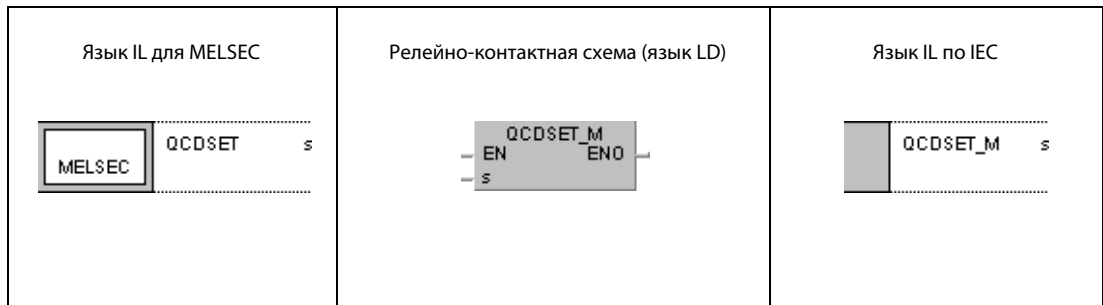 Язык IL для MELSEC
Релейно-контактная схема (язык LD)
Язык IL по IEC
MELSEC
QCDSET s
QCDSET_M
EN ENO
s
QCDSET_M s